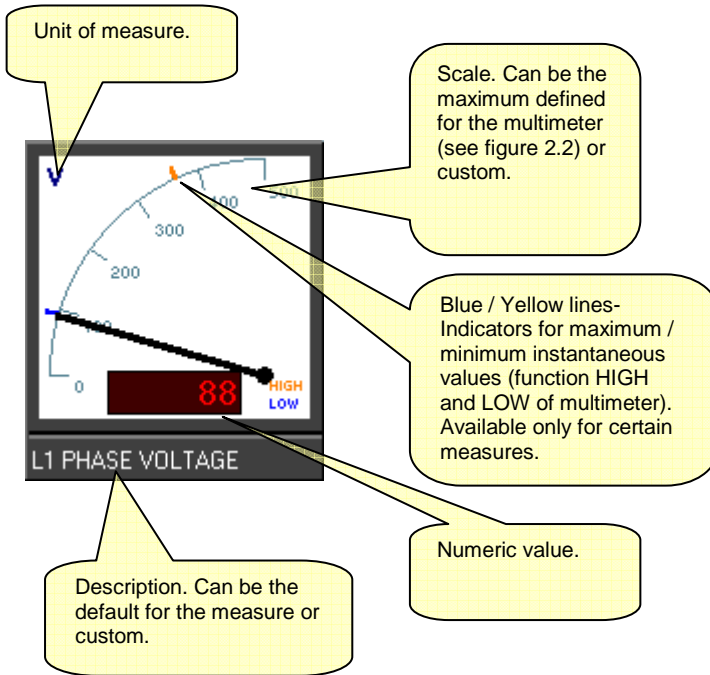 Unit of measure.
Scale. Can be the
maximum defined
for the multimeter
(see figure 2.2) or
custom.
V
500
400
300
200
100
0
88
HIGH
LOW
L1 PHASE VOLTAGE
Blue / Yellow lines-
Indicators for maximum /
minimum instantaneous
values (function HIGH
and LOW of multimeter).
Available only for certain
measures.
Numeric value.
Description. Can be the
default for the measure or
custom.